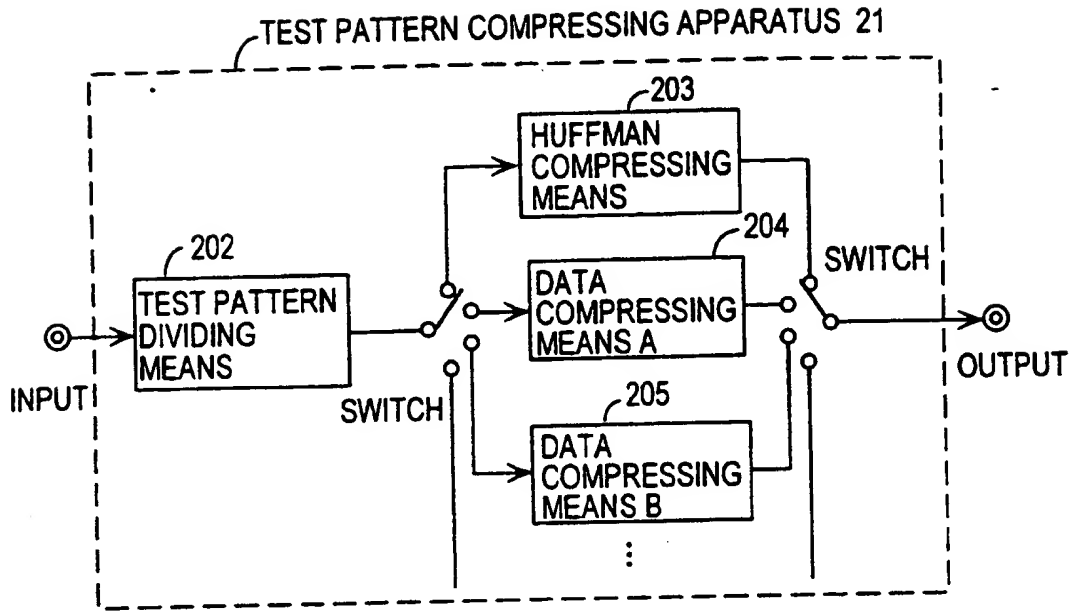 TEST PATTERN COMPRESSING APPARATUS 21
203
HUFFMAN
COMPRESSING
MEANS
204
SWITCH
202
DATA
COMPRESSING
MEANS A
TEST PATTERN
DIVIDING
MEANS
INPUT
SWITCH
OUTPUT
205
DATA
COMPRESSING
MEANS B